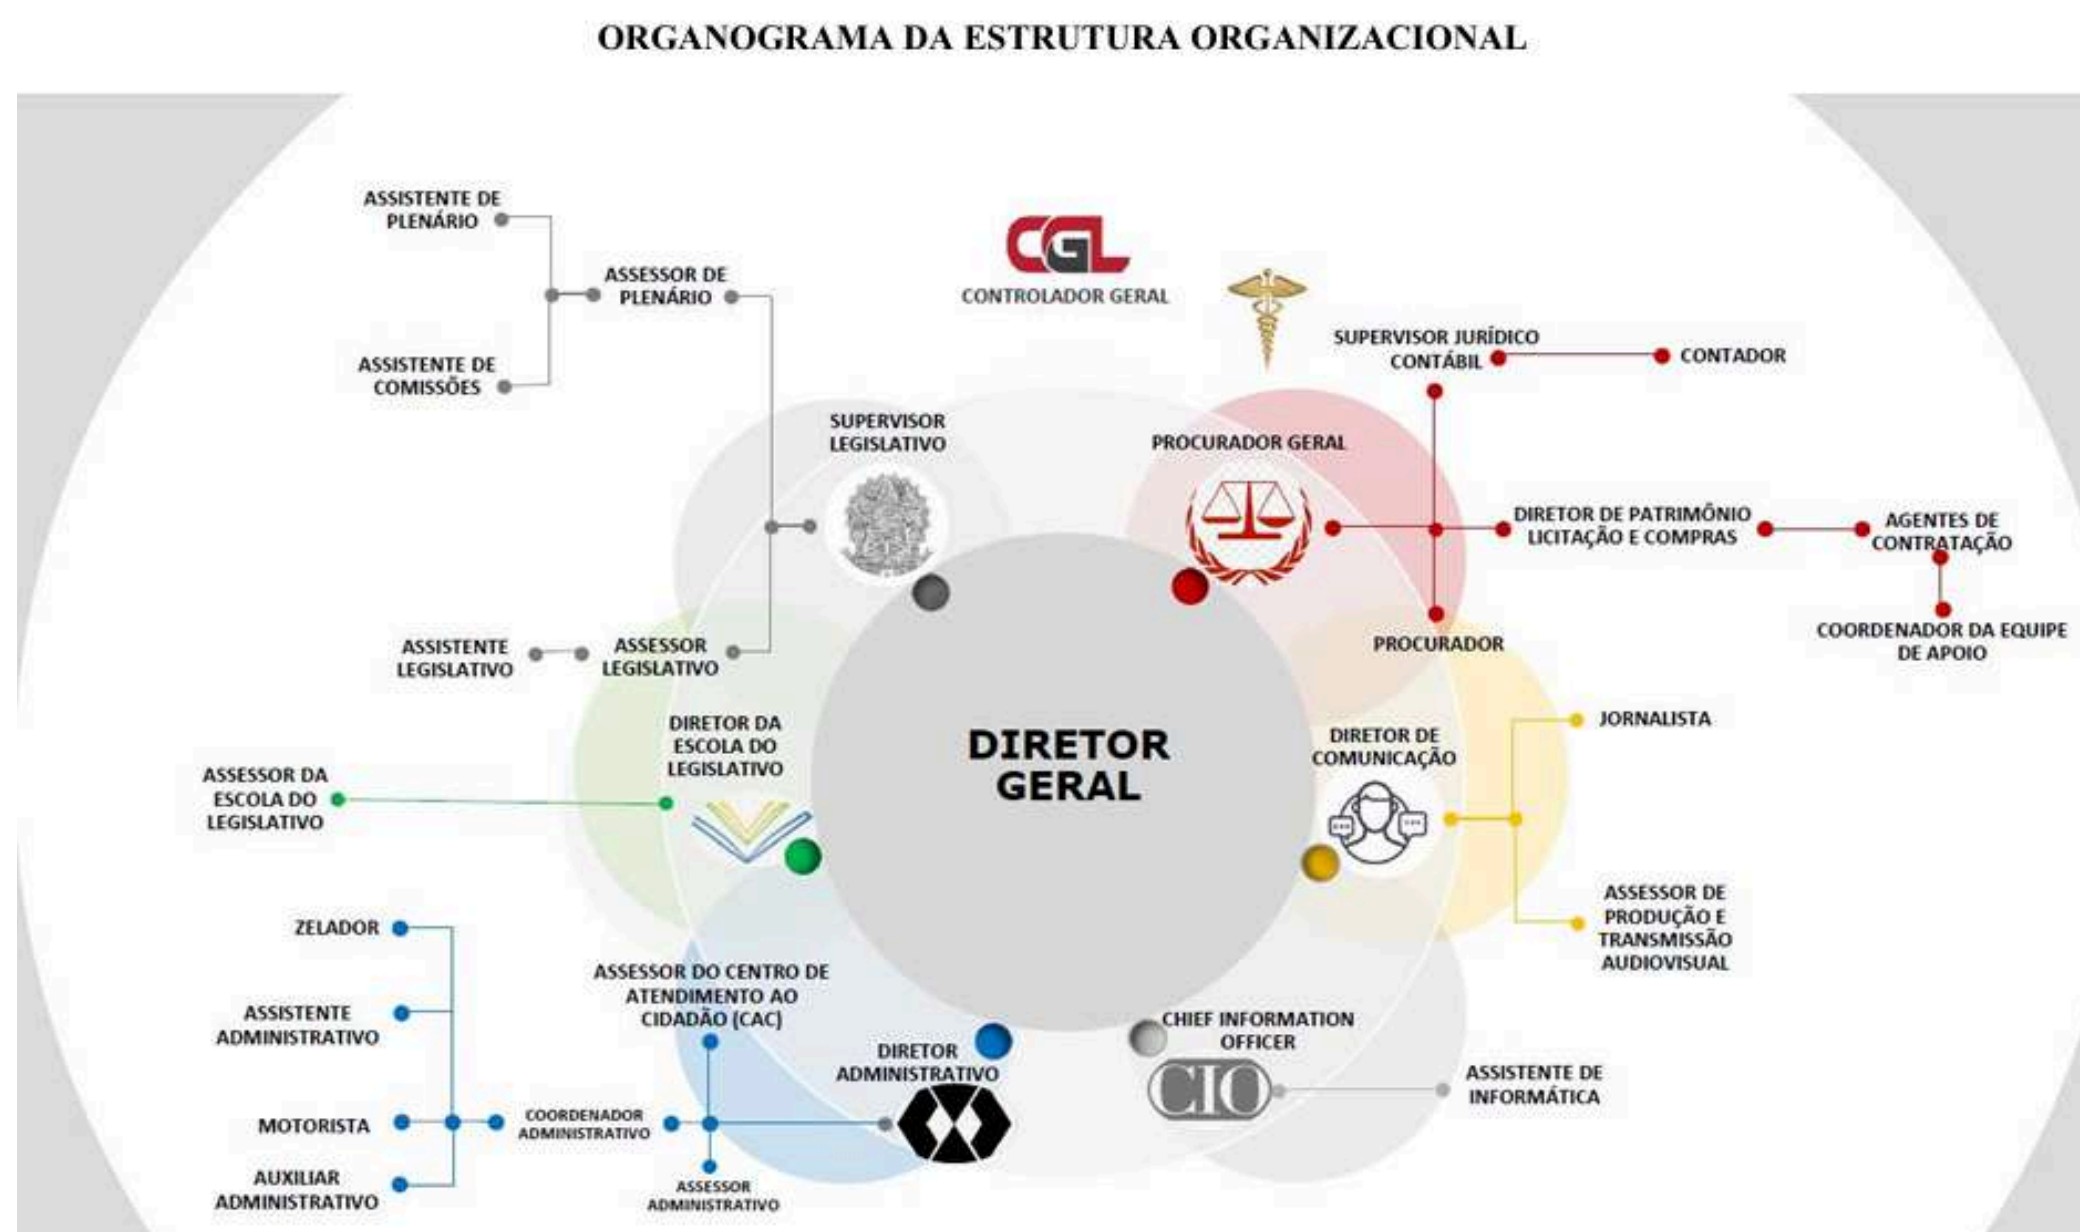 ORGANOGRAMA DA ESTRUTURA ORGANIZACIONAL
ASSISTENTE DE
PLENÁRIO
ASSESSOR DE
PLENÁRIO
ASSISTENTE DE
COMISSÕES
CGL
CONTROLADOR GERAL
SUPERVISOR JURÍDICO
CONTÁBIL
CONTADOR
SUPERVISOR
LEGISLATIVO
PROCURADOR GERAL
DIRETOR DE PATRIMÔNIO
LICITAÇÃO E COMPRAS
AGENTES DE
CONTRATAÇÃO
COORDENADOR DA EQUIPE
DE APOIO
PROCURADOR
ASSISTENTE
LEGISLATIVO
ASSESSOR
LEGISLATIVO
DIRETOR DA
ESCOLA DO
LEGISLATIVO
ASSESSOR DA
ESCOLA DO
LEGISLATIVO
DIRETOR
GERAL
DIRETOR DE
COMUNICAÇÃO
JORNALISTA
ASSESSOR DE
PRODUÇÃO E
TRANSMISSÃO
AUDIOVISUAL
ZELADOR
ASSISTENTE
ADMINISTRATIVO
MOTORISTA
AUXILIAR
ADMINISTRATIVO
COORDENADOR
ADMINISTRATIVO
ASSESSOR DO CENTRO DE
ATENDIMENTO AO
CIDADÃO (CAC)
ASSESSOR
ADMINISTRATIVO
DIRETOR
ADMINISTRATIVO
CHIEF INFORMATION
OFFICER
CIO
ASSISTENTE DE
INFORMÁTICA